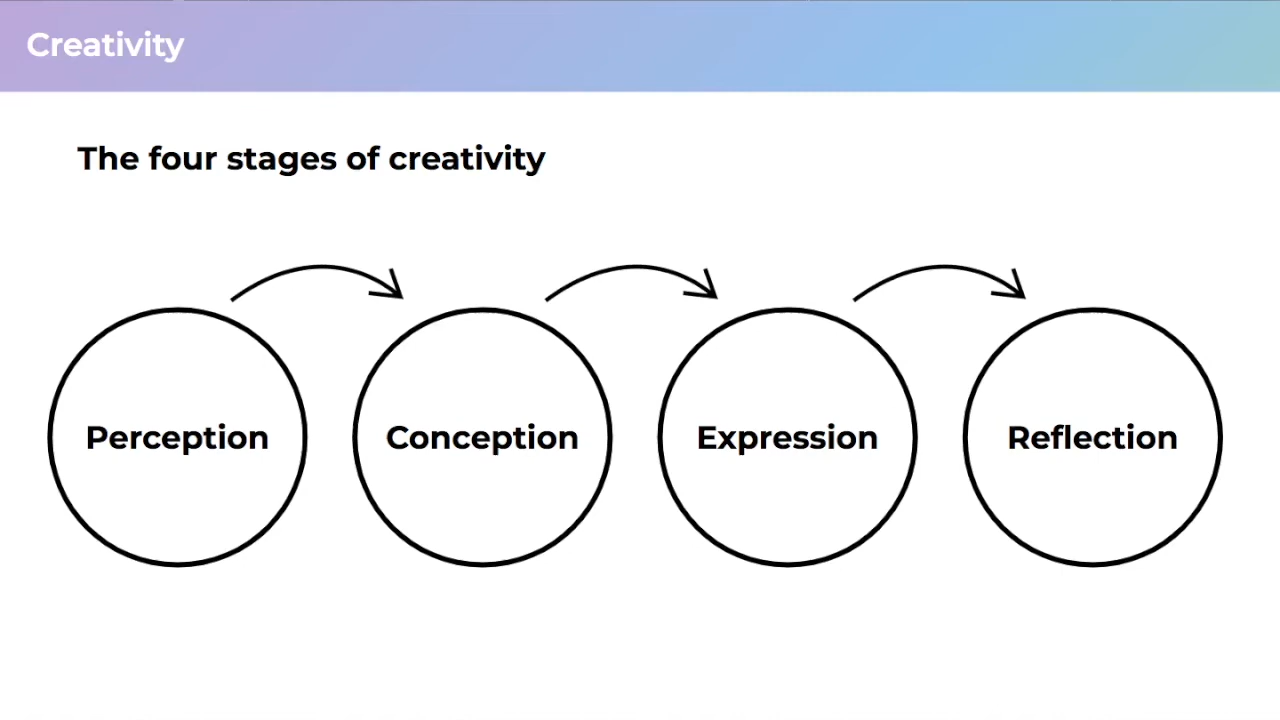 Creativity
The four stages of creativity
Perception
Conception
Expression
Reflection